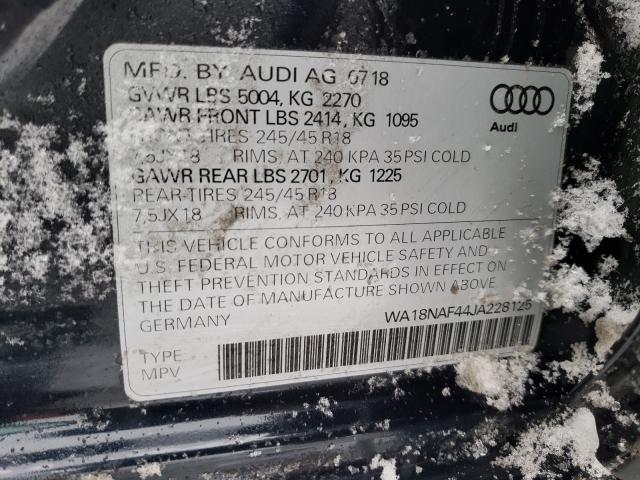 MFD. BY AUDI AG 07 18
GVWR LBS 5004, KG 2270
GAWR FRONT LBS 2414, KG 1095
TIRES 245/45 R18
7,5JX18 RIMS, AT 240 KPA 35 PSI COLD
GAWR REAR LBS 2701, KG 1225
REAR-TIRES 245/45 R18
7,5JX18 RIMS, AT 240 KPA 35 PSI COLD
Audi
THIS VEHICLE CONFORMS TO ALL APPLICABLE
U.S. FEDERAL MOTOR VEHICLE SAFETY AND
THEFT PREVENTION STANDARDS IN EFFECT ON
THE DATE OF MANUFACTURE SHOWN ABOVE
GERMANY WA18NAF44JA228125
TYPE
MPV